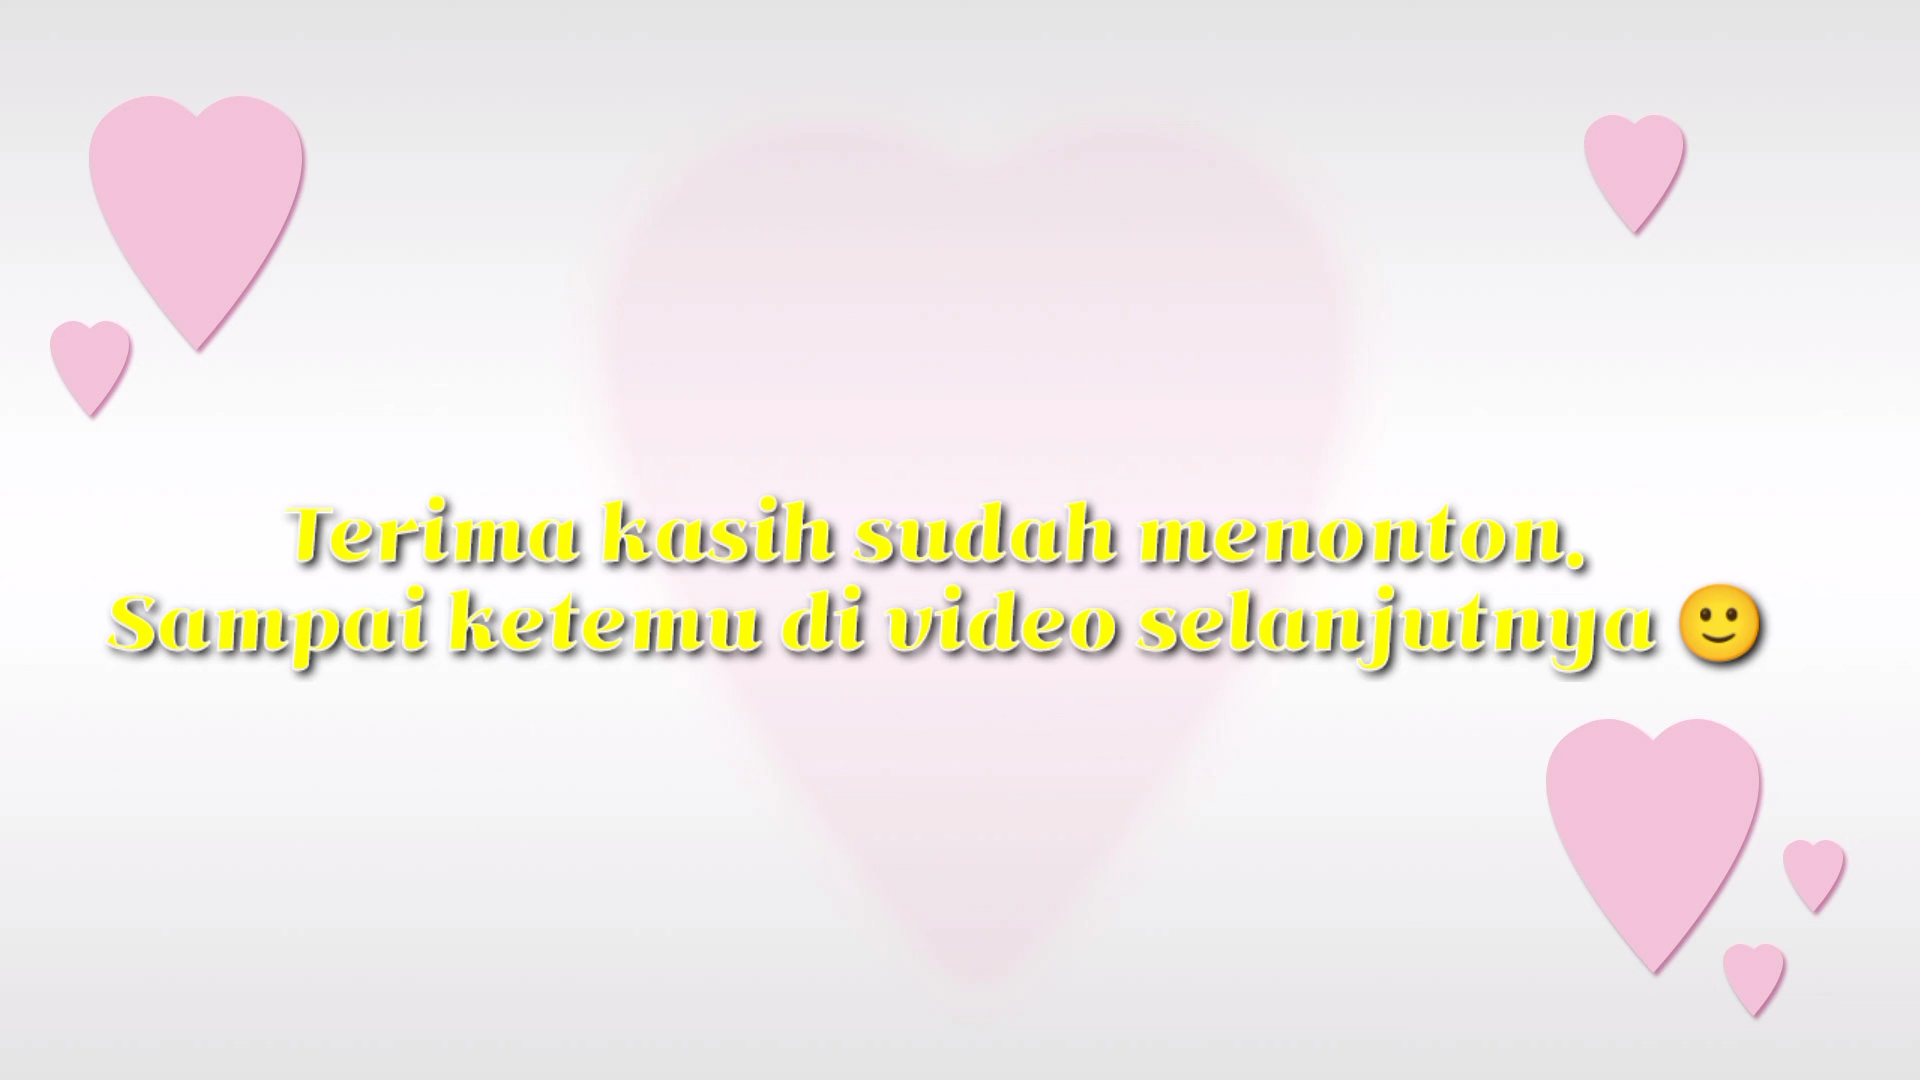 Terima kasih sudah menonton.
Sampai ketemu di video selanjutnya 🙂